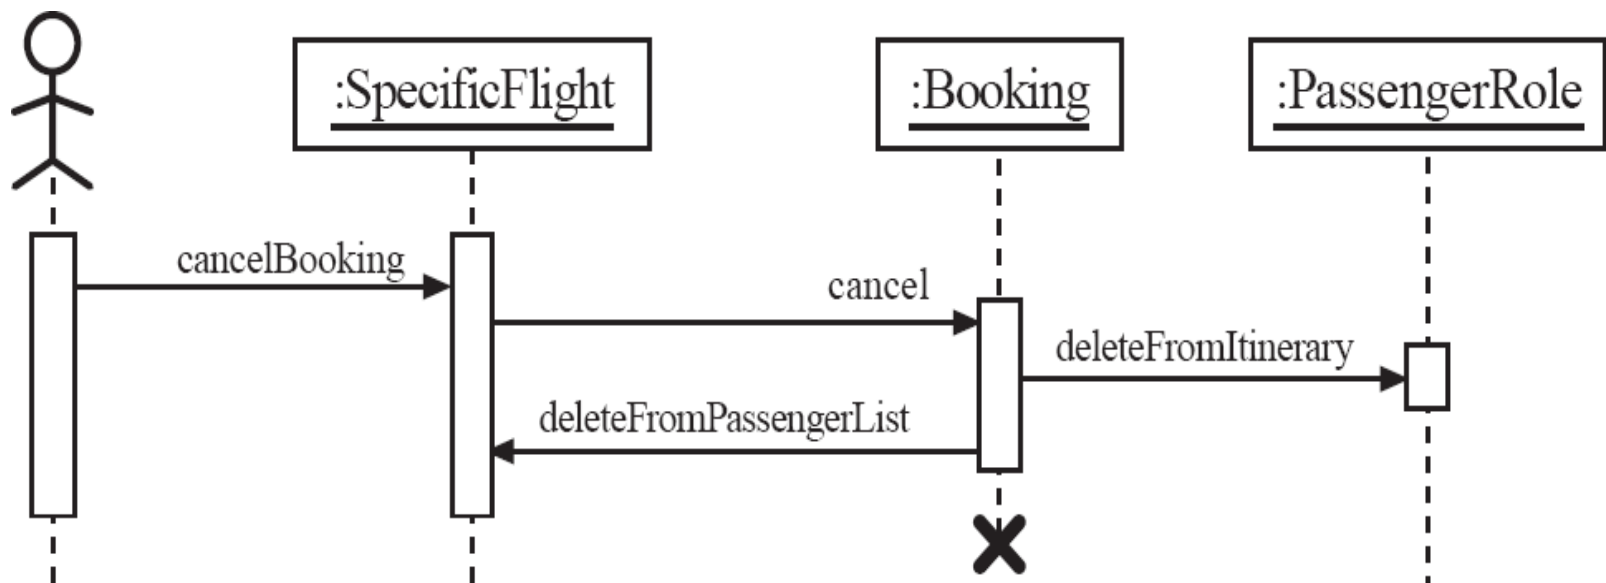 :SpecificFlight
:Booking
:PassengerRole
cancelBooking
cancel
deleteFromItinerary
deleteFromPassengerList